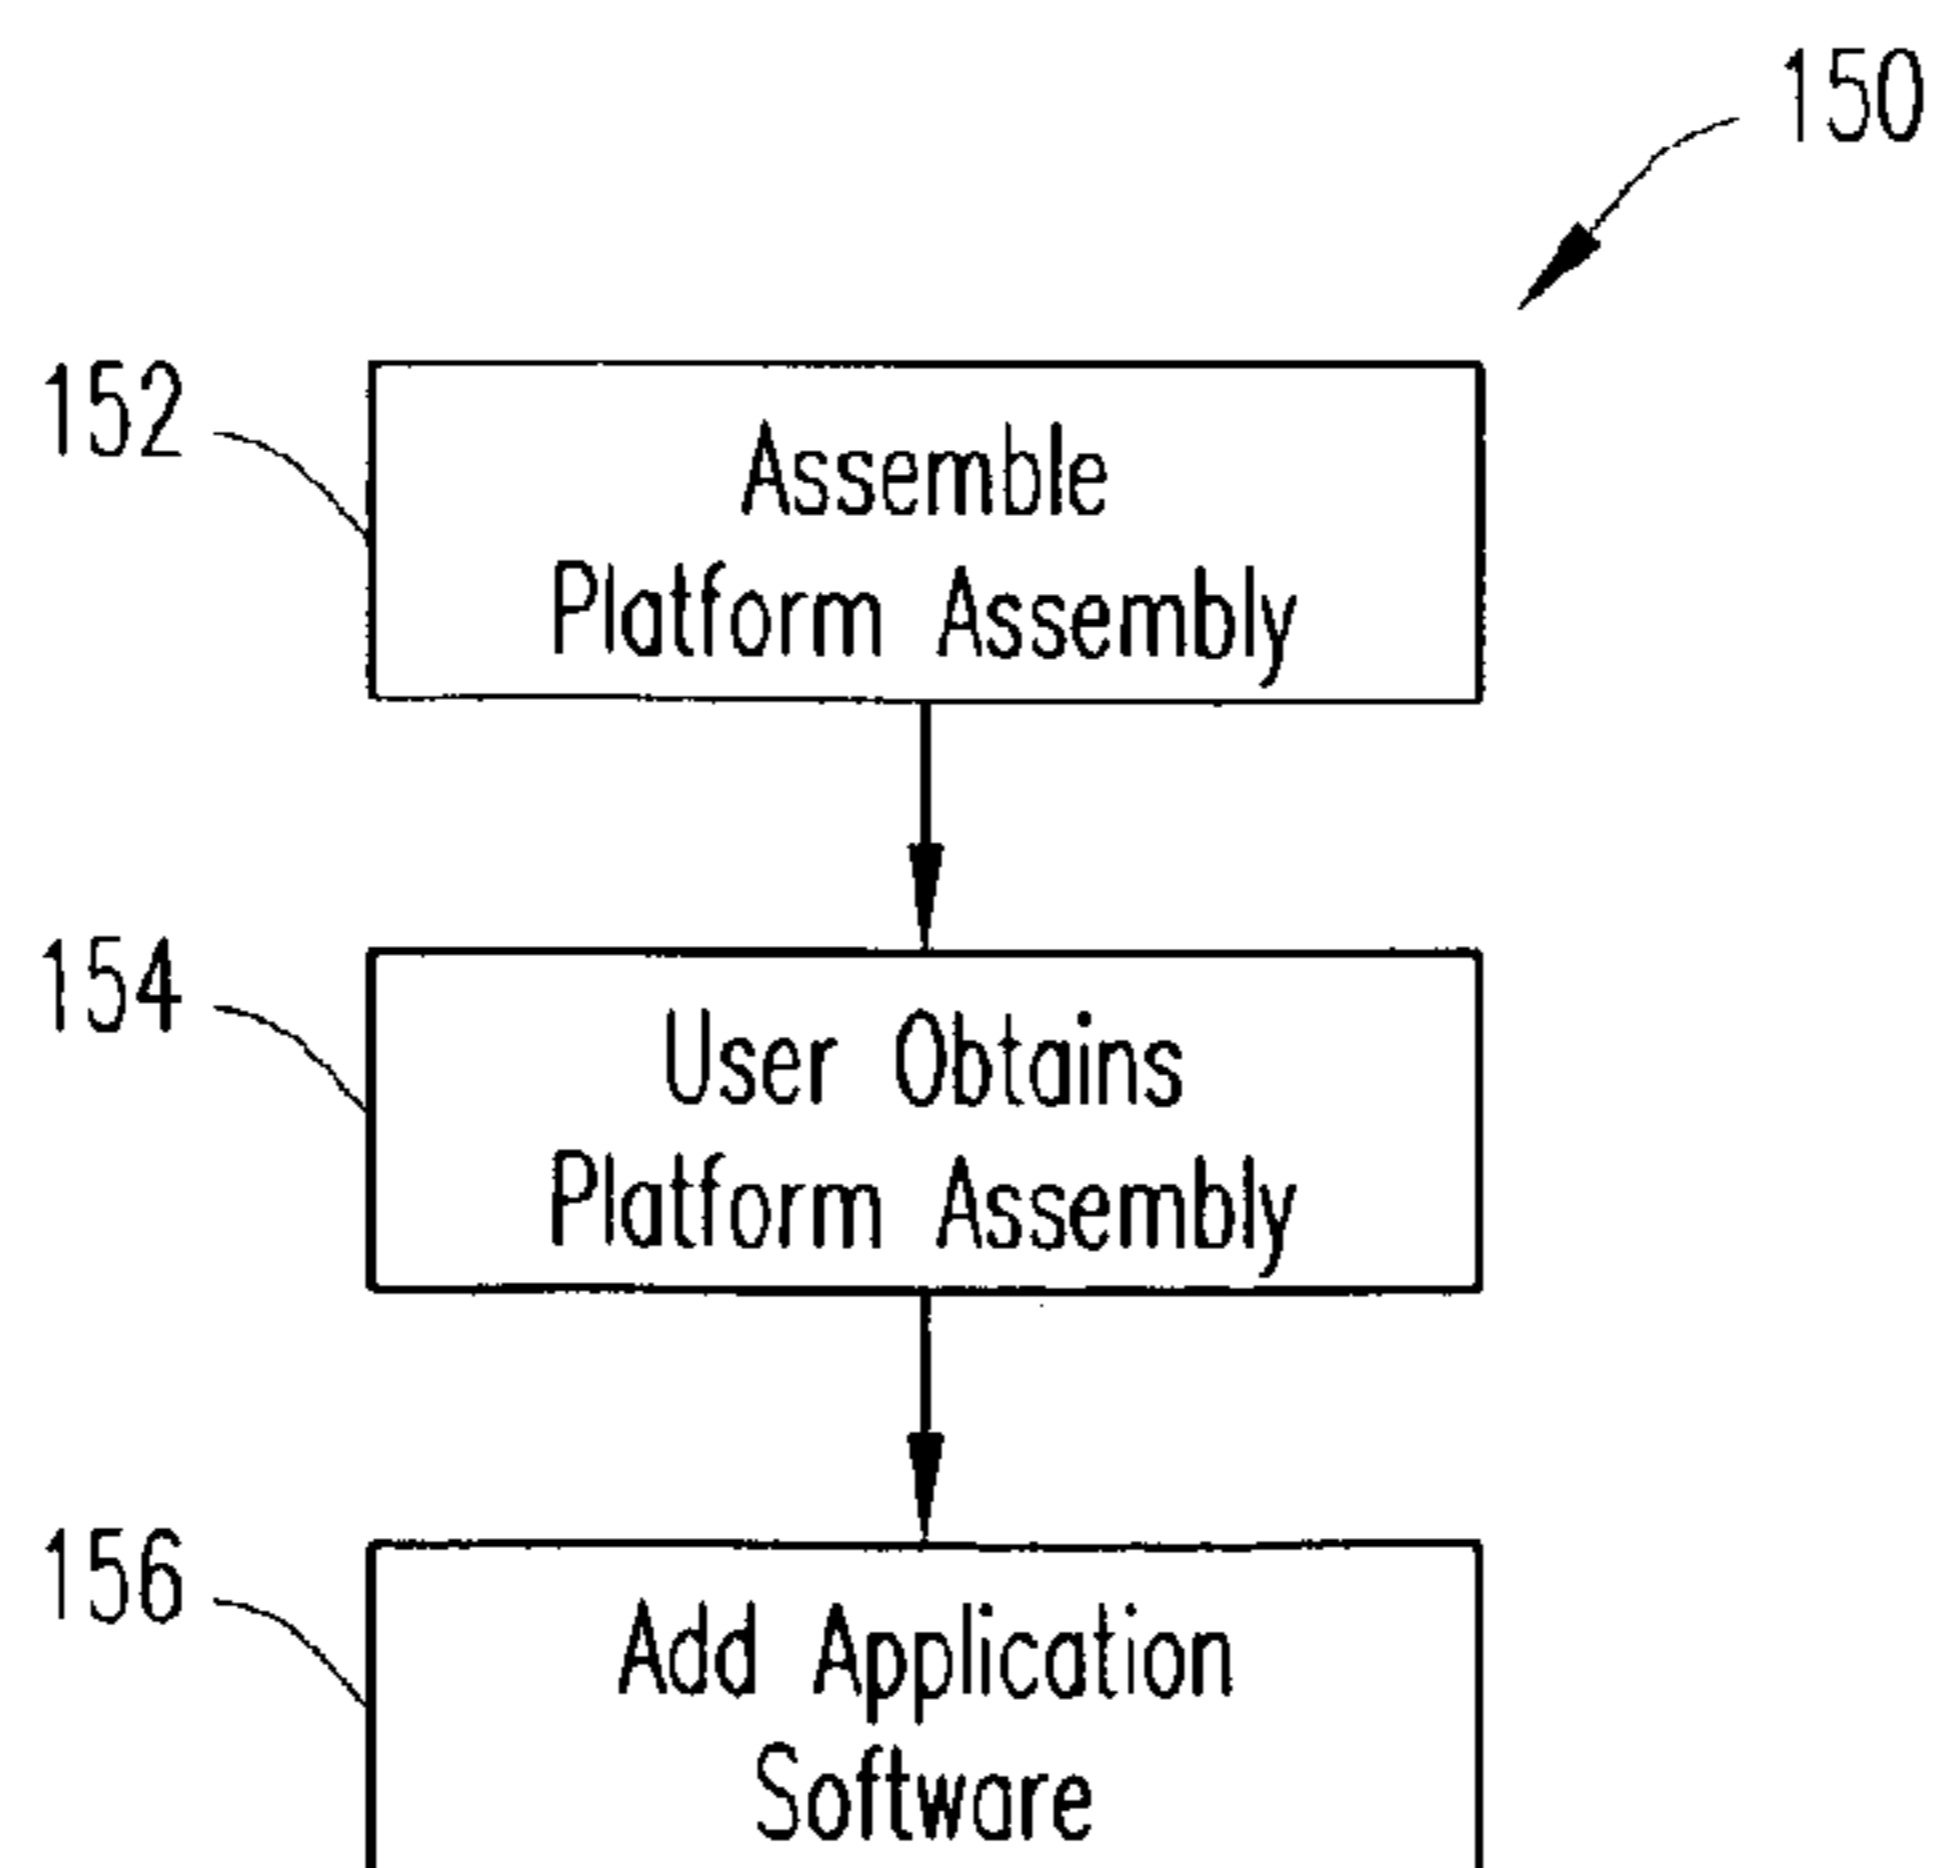 150
152
Assemble
Platform Assembly
154
User Obtains
Platform Assembly
156
Add Application
Software